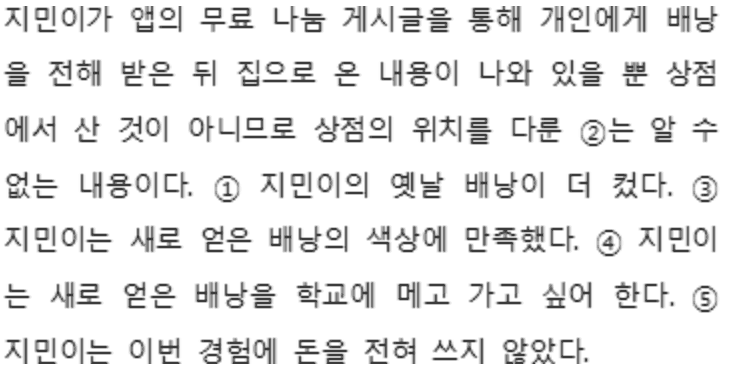 지민이가 앱의 무료 나눔 게시글을 통해 개인에게 배낭
을 전해 받은 뒤 집으로 온 내용이 나와 있을 뿐 상점
에서 산 것이 아니므로 상점의 위치를 다룬 ②는 알 수
없는 내용이다. ① 지민이의 옛날 배낭이 더 컸다. ③
지민이는 새로 얻은 배낭의 색상에 만족했다. ④ 지민이
는 새로 얻은 배낭을 학교에 메고 가고 싶어 한다. ⑤
지민이는 이번 경험에 돈을 전혀 쓰지 않았다.